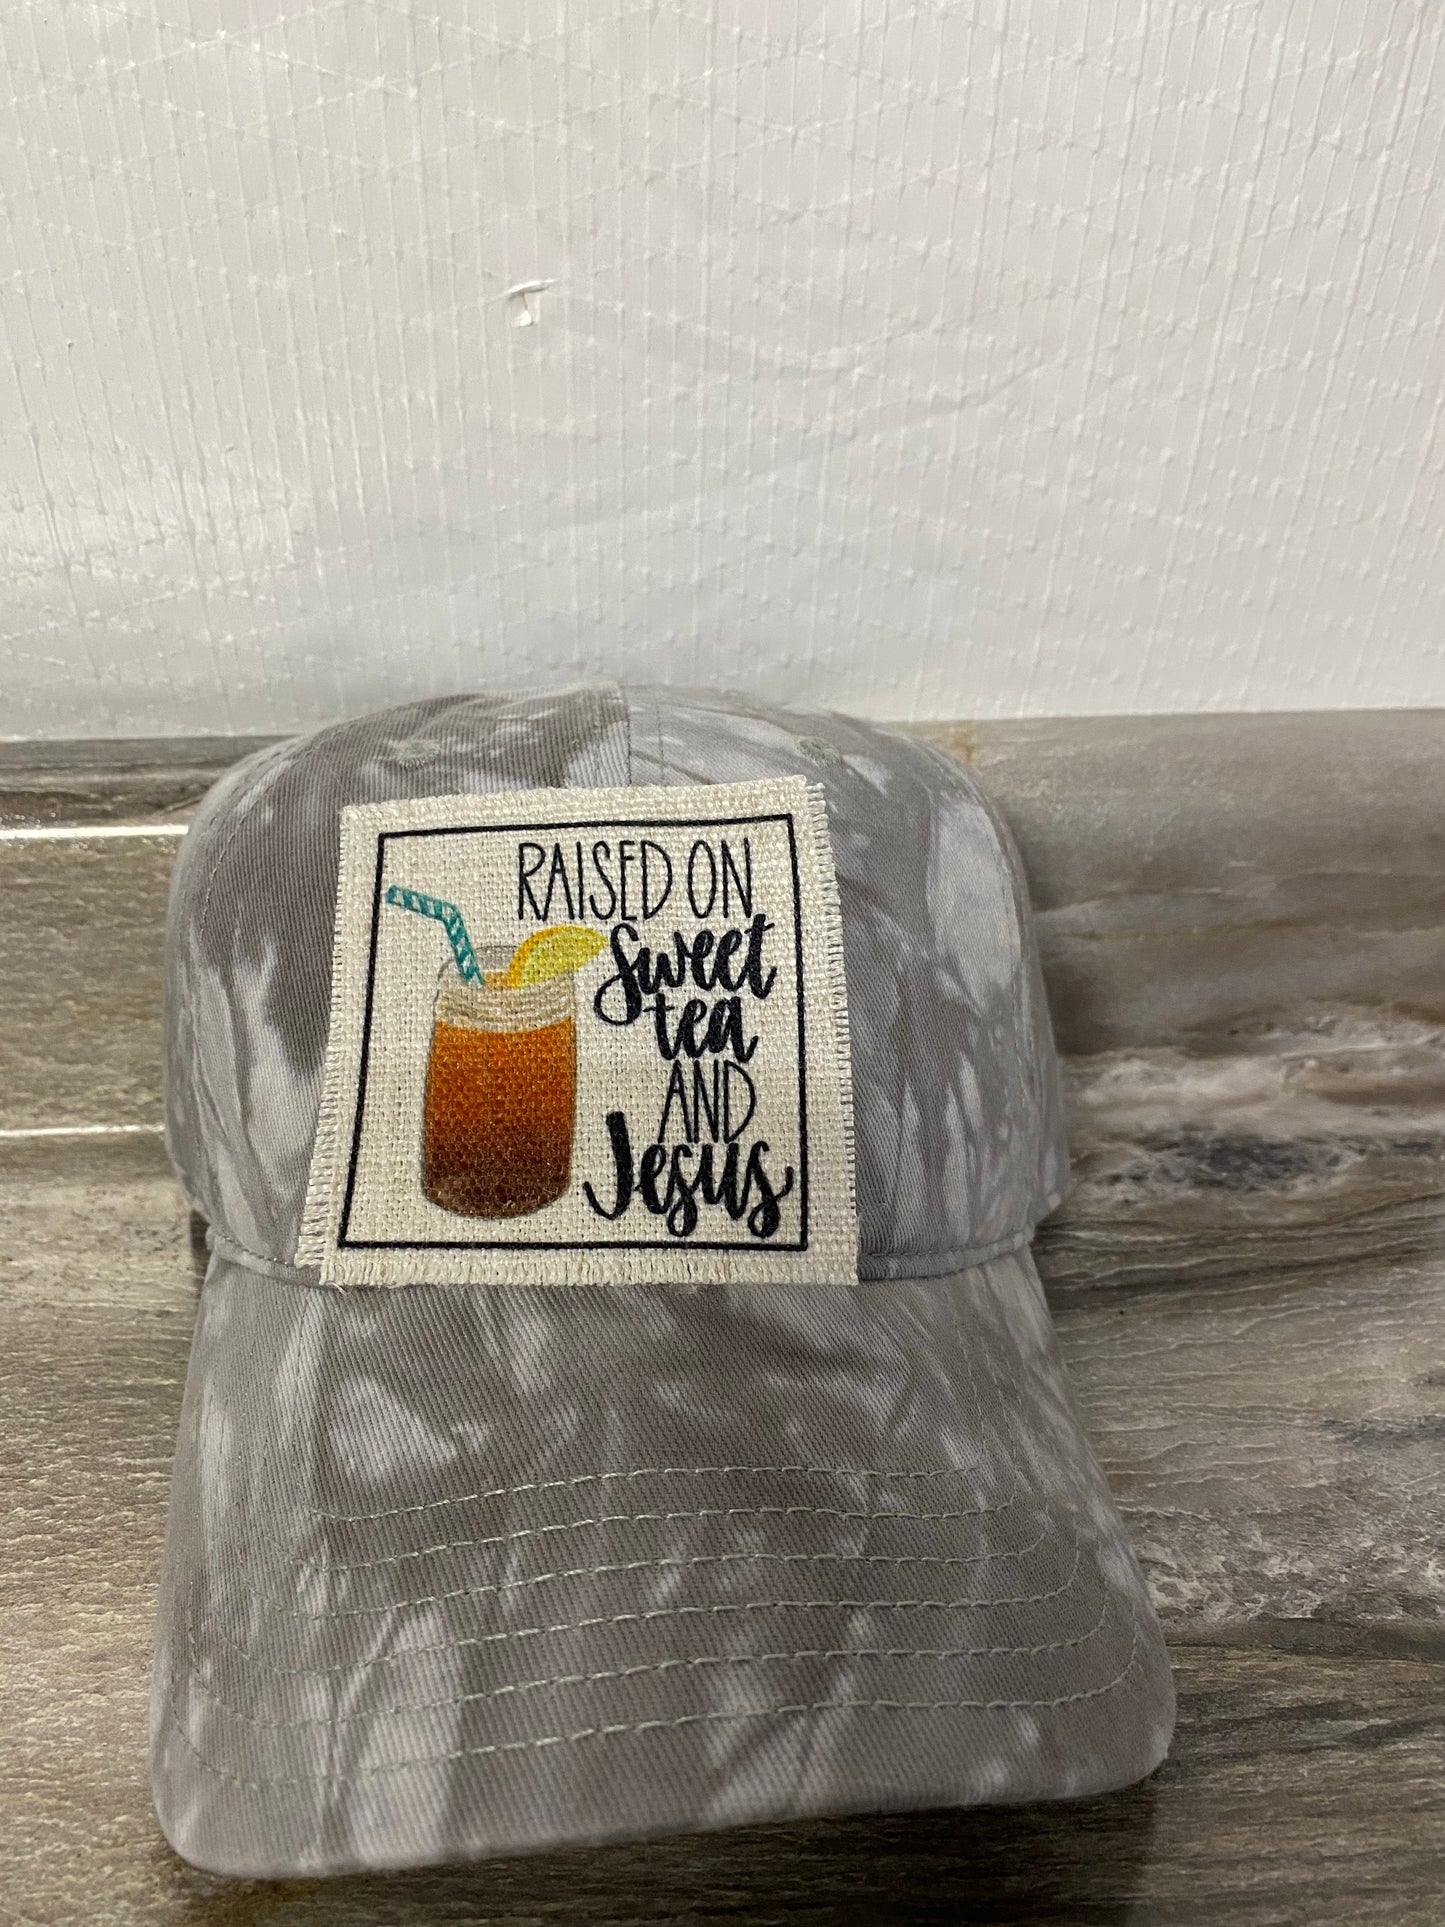 RAISED ON
Sweet
tea
AND
Jesus